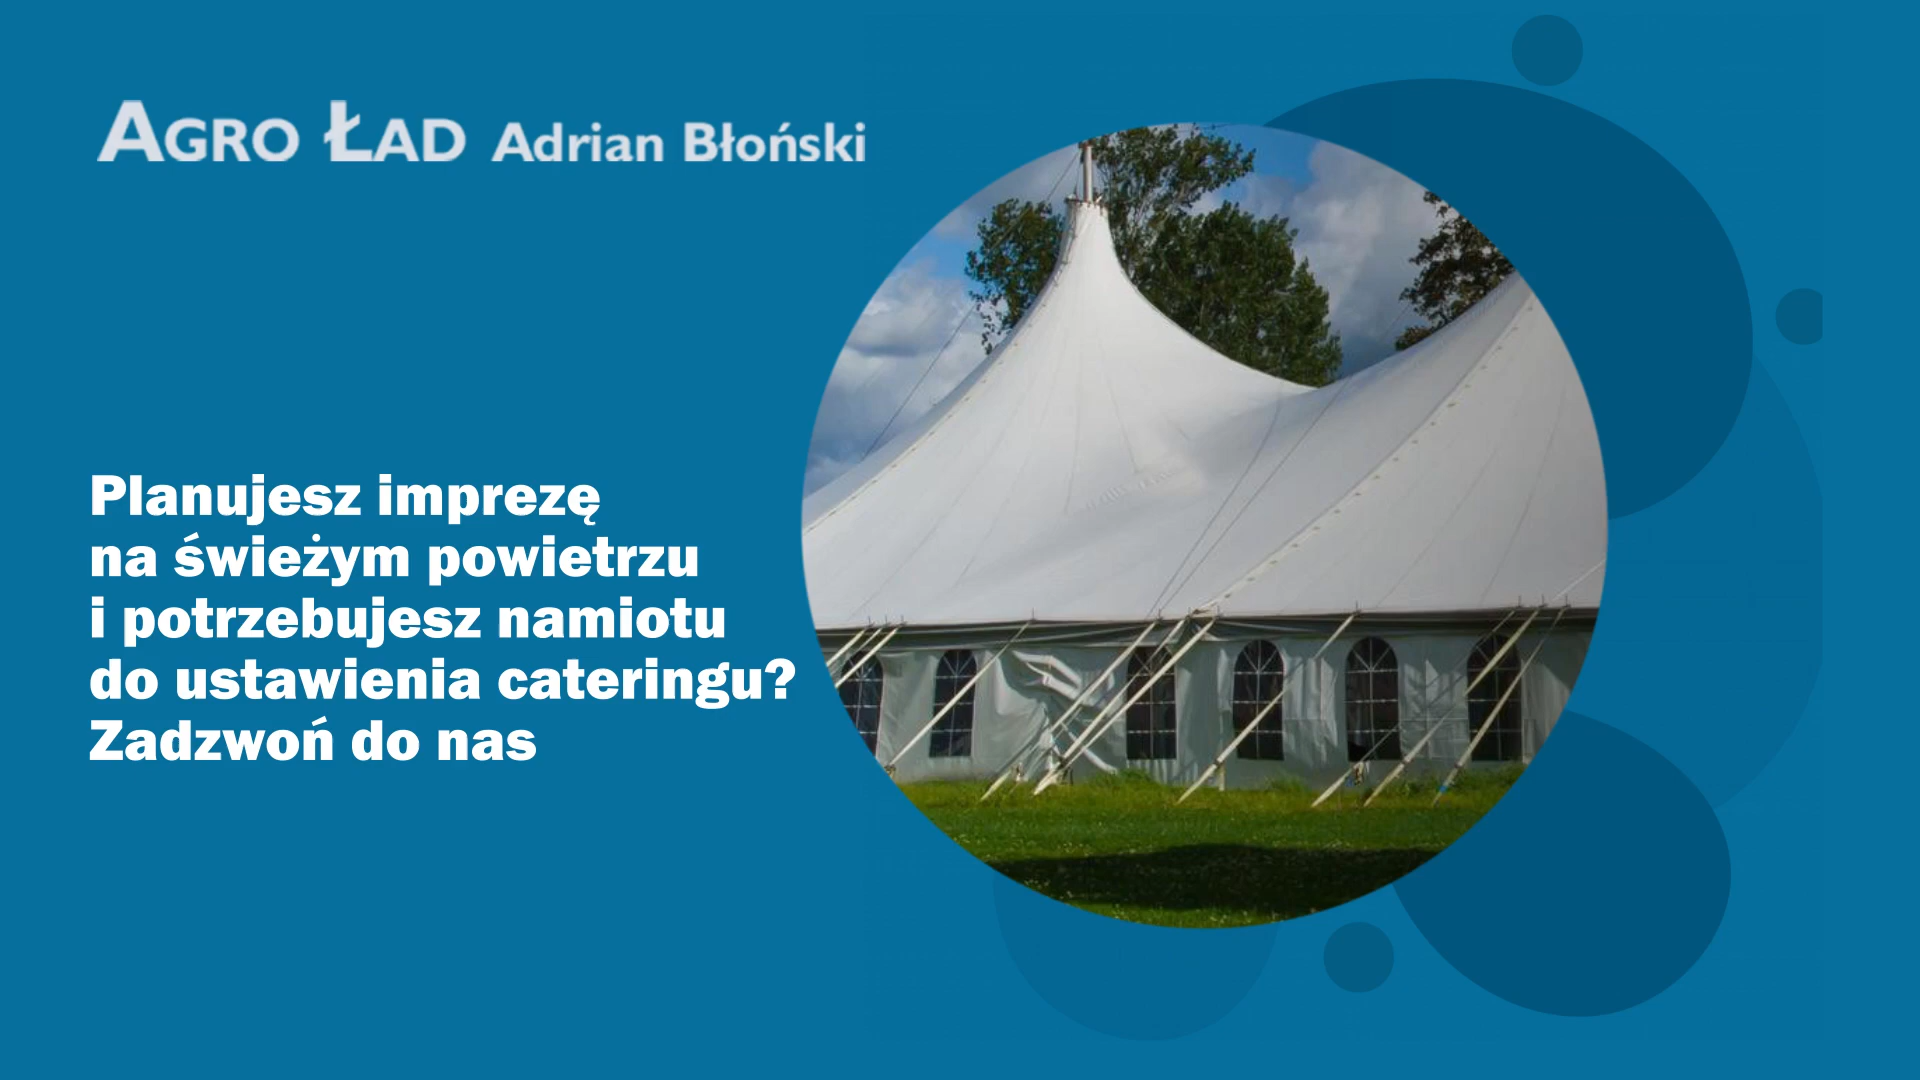 AGRO ŁAD Adrian Błoński
Planujesz imprezę
na świeżym powietrzu
i potrzebujesz namiotu
do ustawienia cateringu?
Zadzwoń do nas